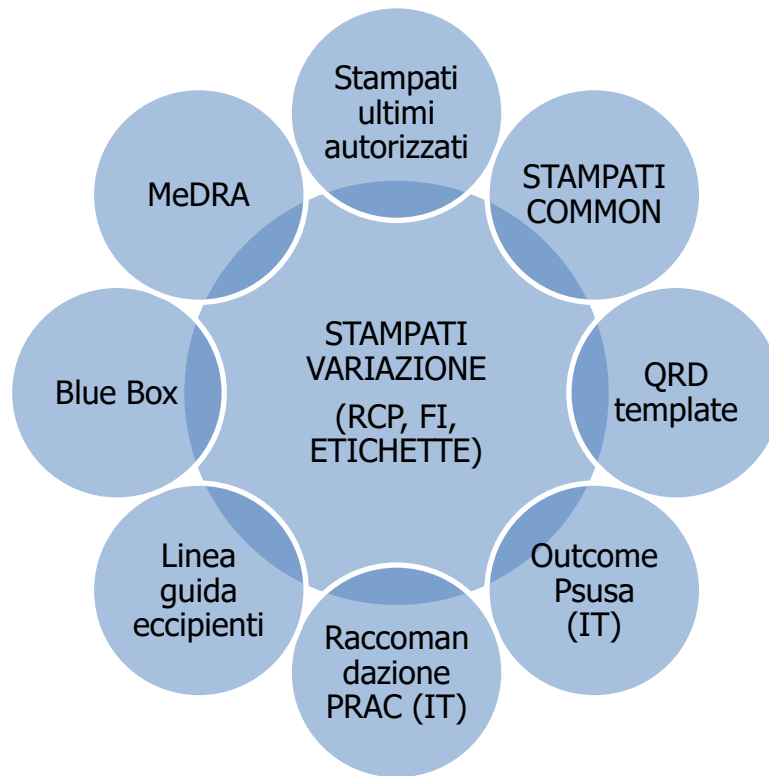 Stampati
ultimi
autorizzati
STAMPATI
COMMON
QRD
template
Outcome
Psusa
(IT)
Raccoman
dazione
PRAC (IT)
Linea
guida
eccipienti
Blue Box
MeDRA
STAMPATI
VARIAZIONE
(RCP, FI,
ETICHETTE)